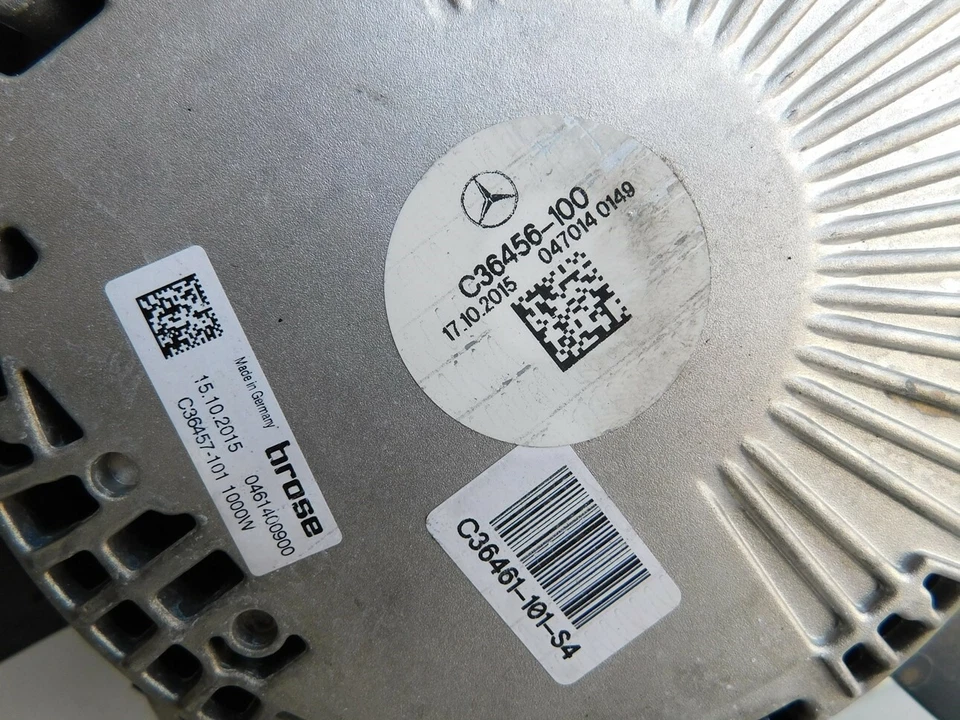 C36456-100
17.10.2015 047014 0149
brose
Made in Germany
15.10.2015 0461400900
C36457-101 1000W
C36461-101-S4